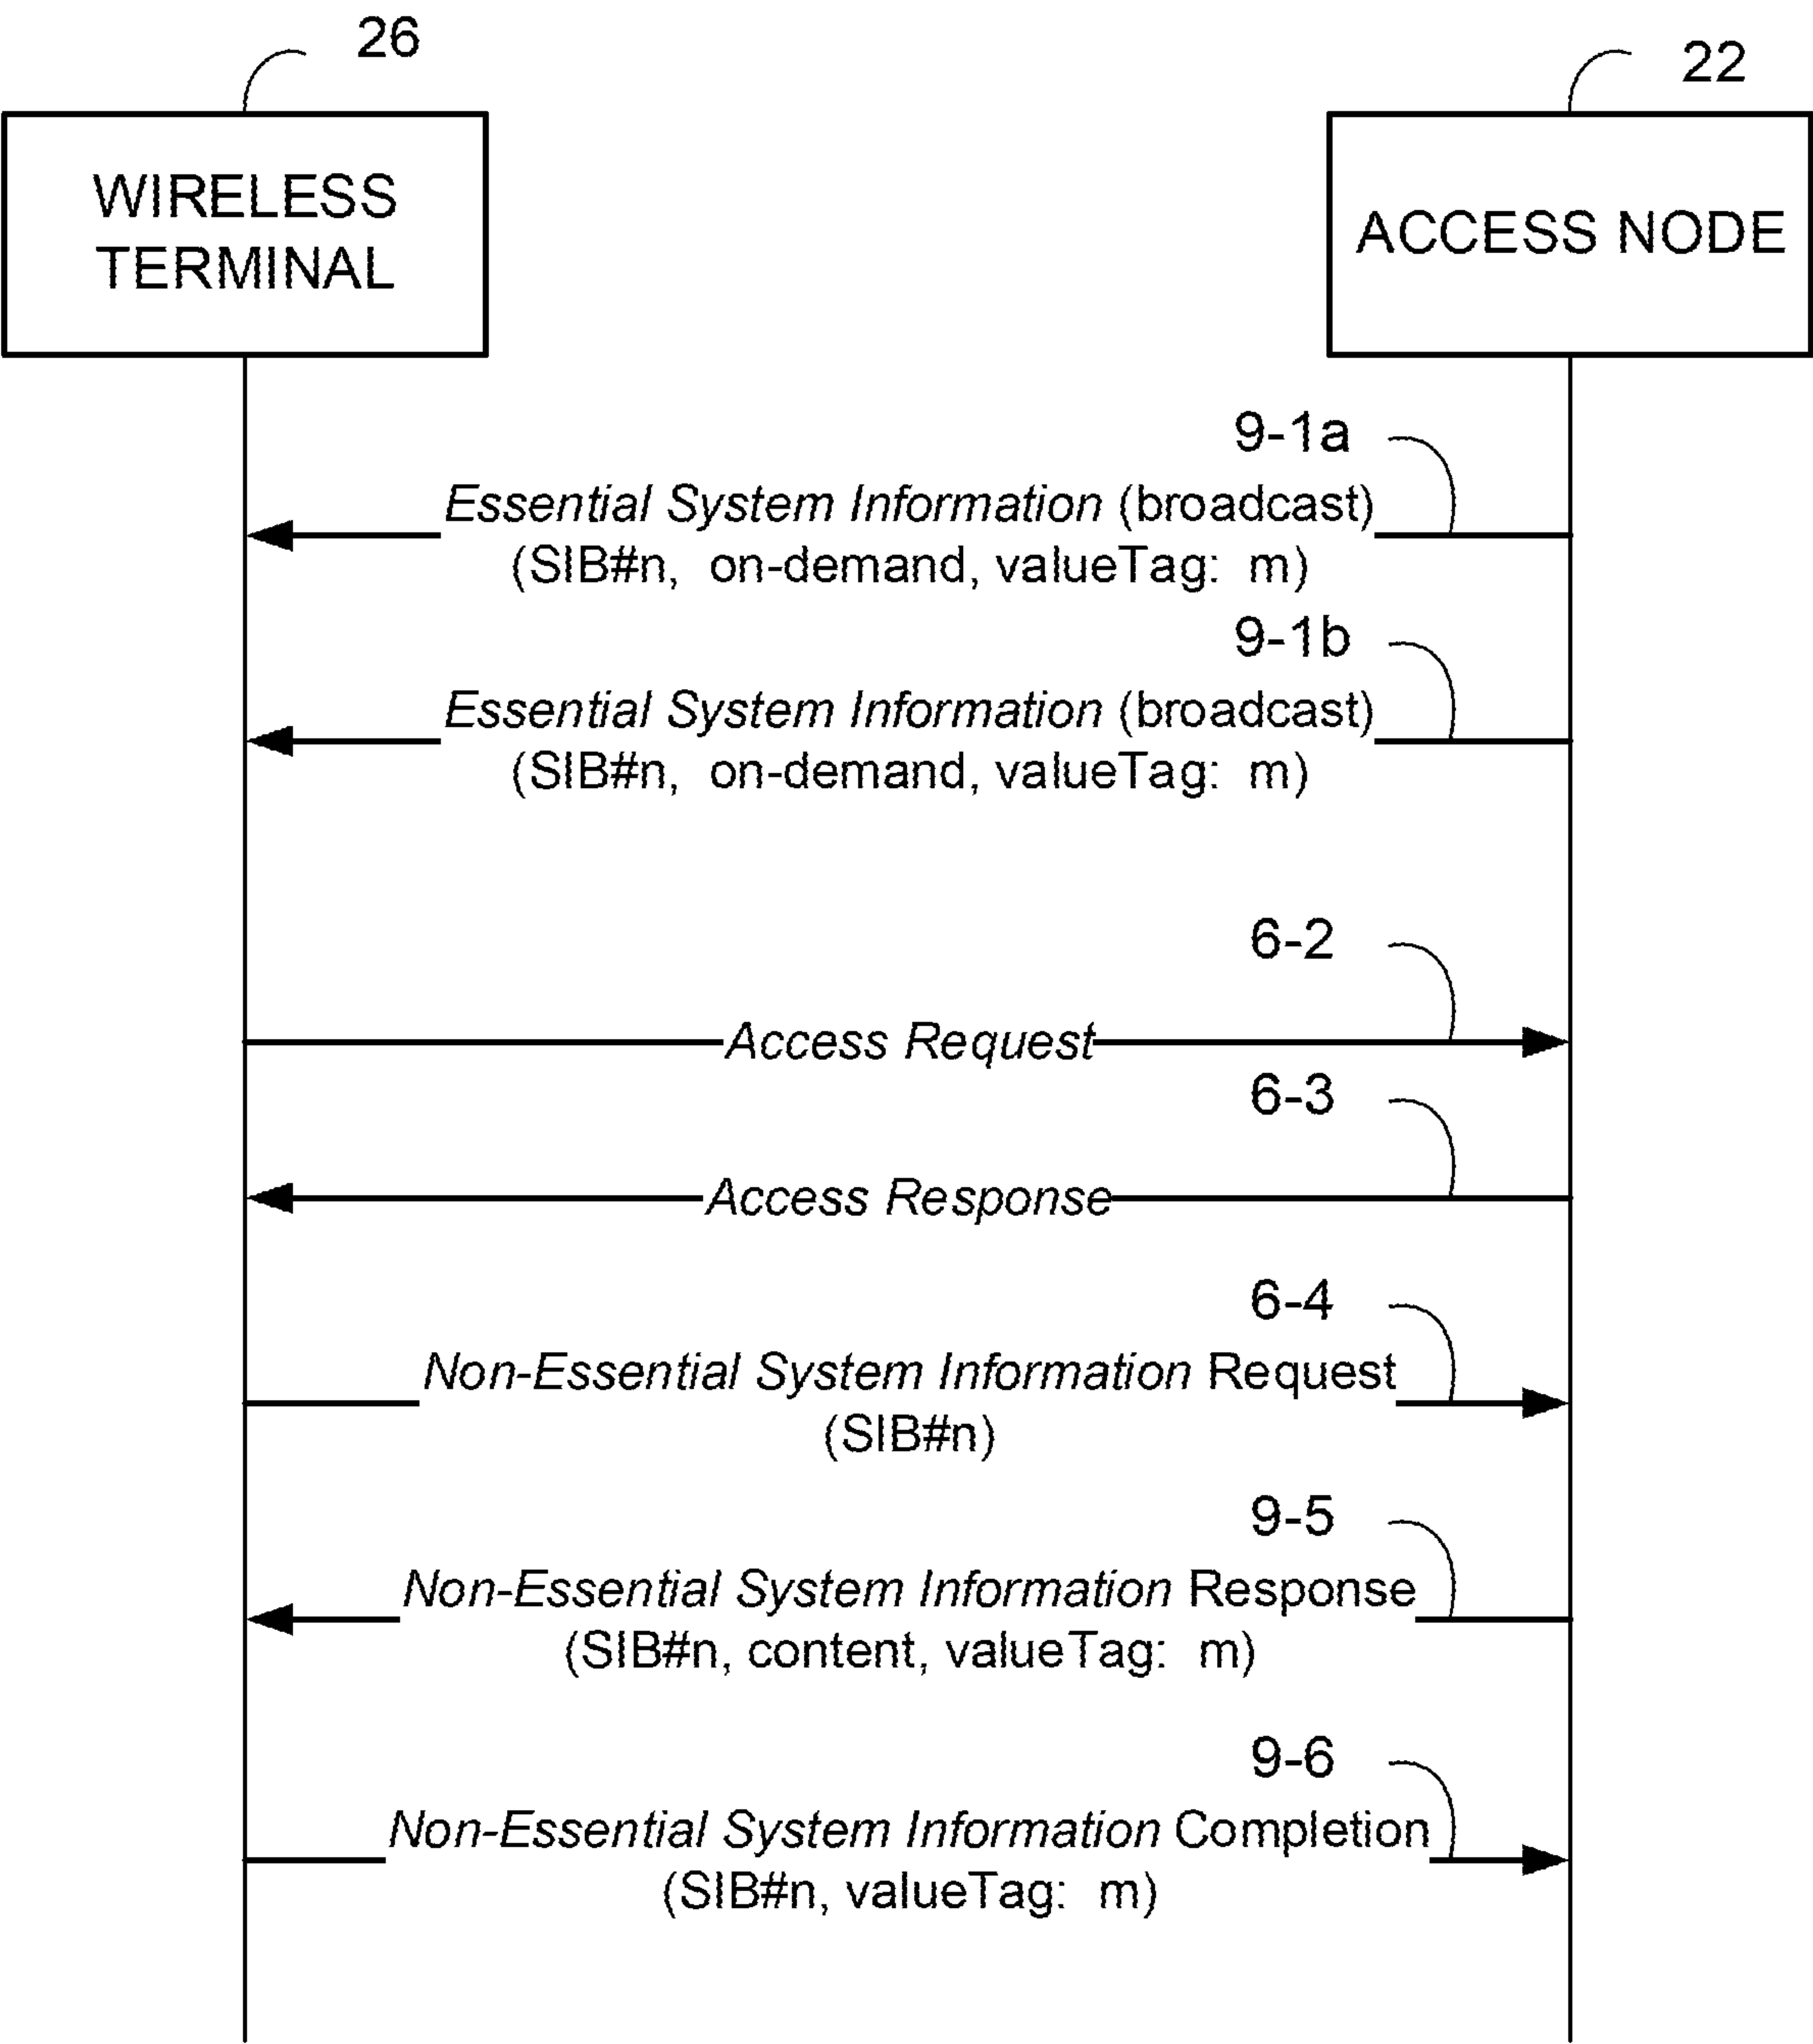 26
22
WIRELESS
TERMINAL
ACCESS NODE
9-1a
Essential System Information (broadcast)
(SIB#n, on-demand, valueTag: m)
9-1b
Essential System Information (broadcast)
(SIB#n, on-demand, valueTag: m)
6-2
Access Request
6-3
Access Response
6-4
Non-Essential System Information Request
(SIB#n)
9-5
Non-Essential System Information Response
(SIB#n, content, valueTag: m)
9-6
Non-Essential System Information Completion
(SIB#n, valueTag: m)